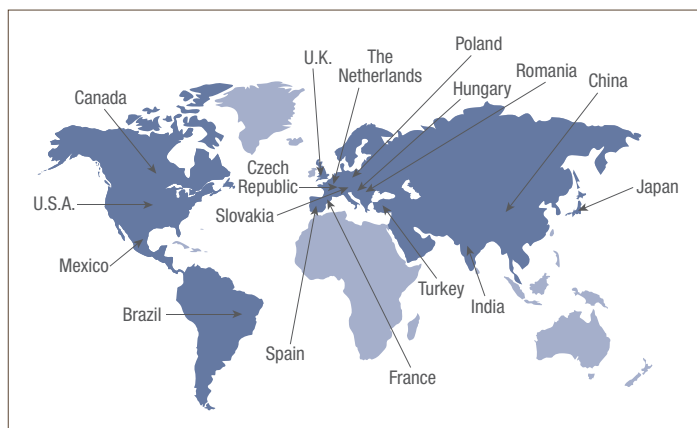 U.K.
The
Netherlands
Poland
Hungary
Romania
China
Canada
Czech
Republic
Slovakia
U.S.A.
Japan
Mexico
Brazil
Spain
France
Turkey
India